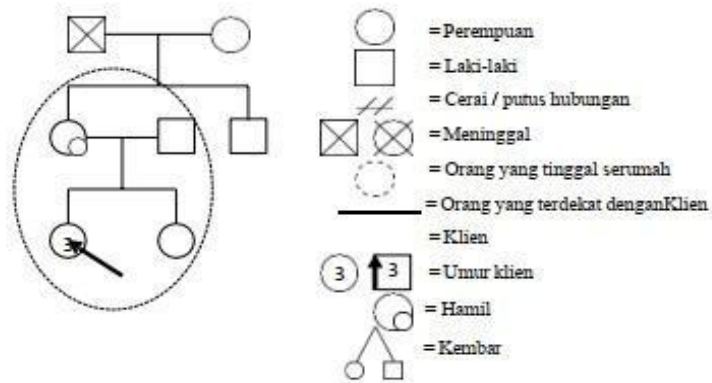 = Perempuan
= Laki-laki
= Cerai / putus hubungan
= Meninggal
= Orang yang tinggal serumah
= Orang yang terdekat denganKlien
= Klien
3 3 = Umur klien
= Hamil
= Kembar
3